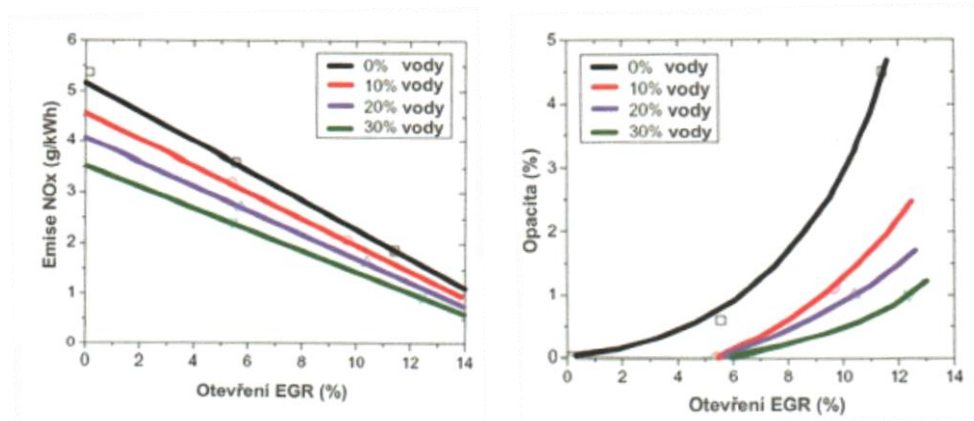 6
5
4
3
2
1
0
Emise NOx (g/kWh)
0% vody
10% vody
20% vody
30% vody
0 2 4 6 8 10 12 14
Otevření EGR (%)
5
4
3
2
1
0
Opacita (%)
0% vody
10% vody
20% vody
30% vody
0 2 4 6 8 10 12 14
Otevření EGR (%)